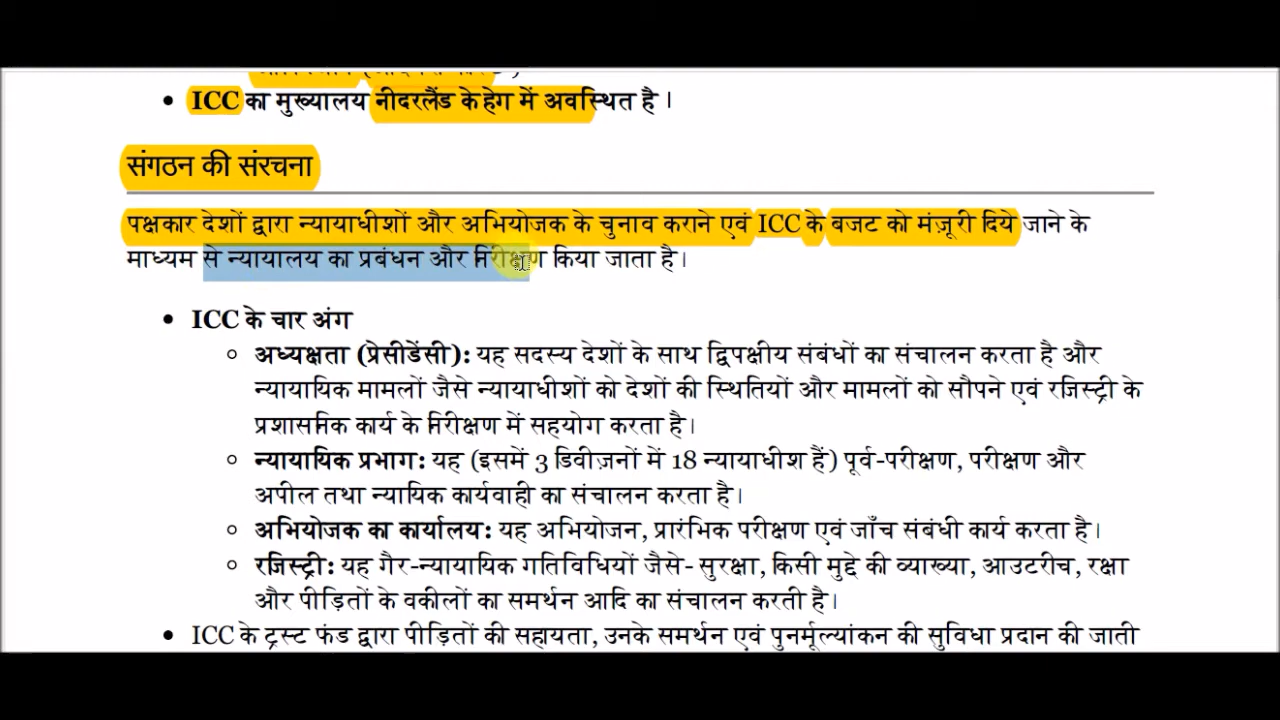 ICC का मुख्यालय नीदरलैंड के हेग में अवस्थित है ।
संगठन की संरचना
पक्षकार देशों द्वारा न्यायाधीशों और अभियोजक के चुनाव कराने एवं ICC के बजट को मंज़ूरी दिये जाने के
माध्यम से न्यायालय का प्रबंधन और निरीक्षण किया जाता है।
ICC के चार अंग
अध्यक्षता (प्रेसीडेंसी): यह सदस्य देशों के साथ द्विपक्षीय संबंधों का संचालन करता है और
न्यायायिक मामलों जैसे न्यायाधीशों को देशों की स्थितियों और मामलों को सौपने एवं रजिस्ट्री के
प्रशासनिक कार्य के निरीक्षण में सहयोग करता है।
न्यायायिक प्रभाग: यह (इसमें 3 डिवीज़नों में 18 न्यायाधीश हैं) पूर्व-परीक्षण, परीक्षण और
अपील तथा न्यायिक कार्यवाही का संचालन करता है।
अभियोजक का कार्यालय: यह अभियोजन, प्रारंभिक परीक्षण एवं जाँच संबंधी कार्य करता है।
रजिस्ट्री: यह गैर-न्यायायिक गतिविधियों जैसे- सुरक्षा, किसी मुद्दे की व्याख्या, आउटरीच, रक्षा
और पीड़ितों के वकीलों का समर्थन आदि का संचालन करती है।
ICC के ट्रस्ट फंड द्वारा पीड़ितों की सहायता, उनके समर्थन एवं पुनर्मूल्यांकन की सुविधा प्रदान की जाती